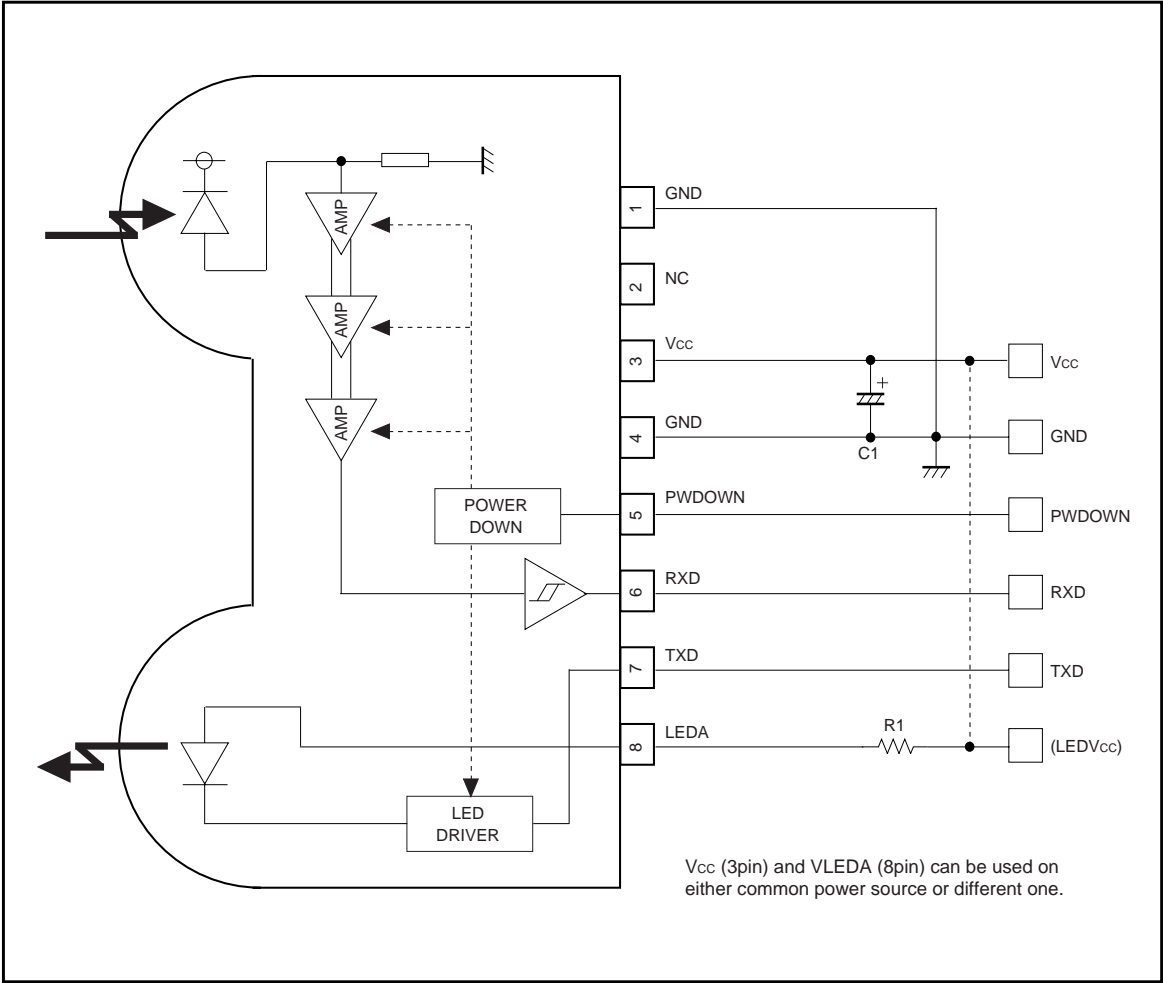 AMP
AMP
AMP
POWER
DOWN
LED
DRIVER
1 GND
2 NC
3 Vcc
4 GND
5 PWDOWN
6 RXD
7 TXD
8 LEDA
+
C1
R1
Vcc
GND
PWDOWN
RXD
TXD
(LEDVcc)
Vcc (3pin) and VLEDA (8pin) can be used on
either common power source or different one.